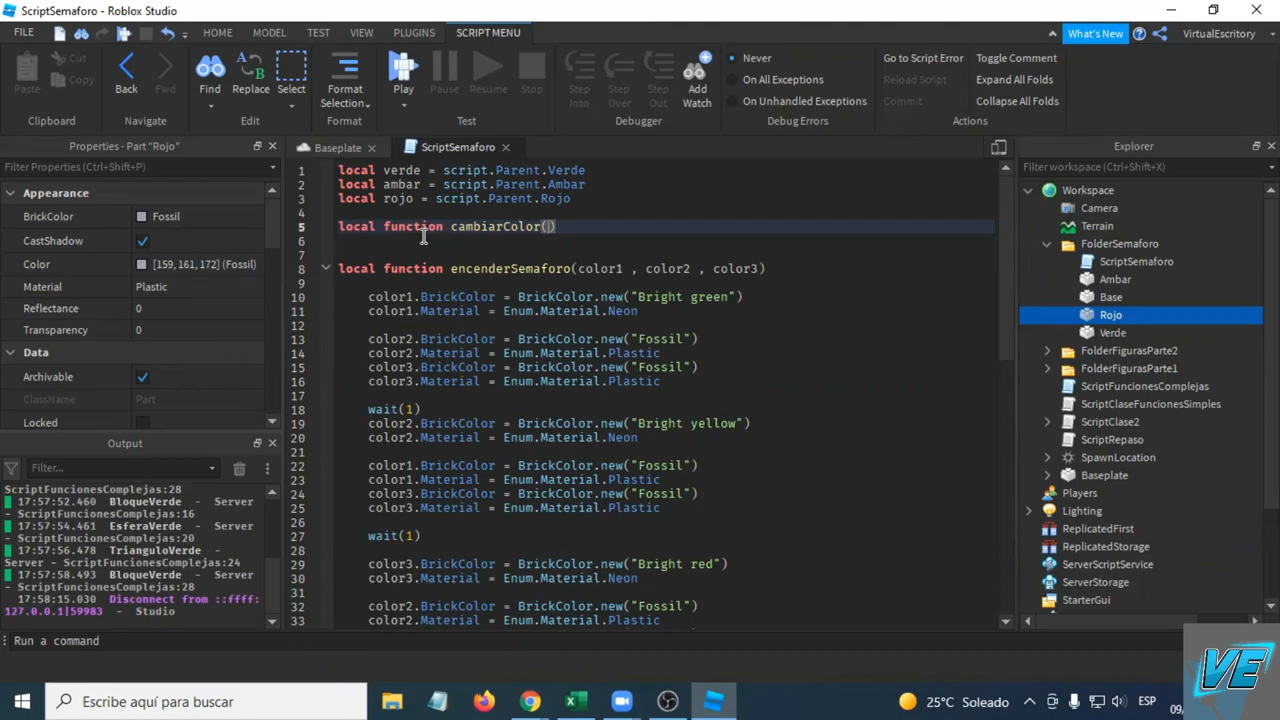 ScriptSemaforo - Roblox Studio
FILE HOME MODEL TEST VIEW PLUGINS SCRIPT MENU What's New VirtualEscritory
Paste Cut Copy
Clipboard
Back Fwd
Navigate
Find Replace Select
Edit
Format Selection...
Format
Play Pause Resume Stop
Test
Step Into Step Over Step Out Add Watch
Debugger
Never
On All Exceptions
On Unhandled Exceptions
Debug Errors
Go to Script Error Toggle Comment
Reload Script Expand All Folds
Commit Collapse All Folds
Actions
Properties - Part "Rojo"
Filter Properties (Ctrl+Shift+P)
Appearance
BrickColor Fossil
CastShadow
Color [159, 161, 172] (Fossil)
Material Plastic
Reflectance 0
Transparency 0
Data
Archivable
ClassName Part
Locked
Output
Filter...
ScriptFuncionesComplejas:28
17:57:52.460 BloqueVerde - Server
- ScriptFuncionesComplejas:16
17:57:54.461 EsferaVerde - Server
- ScriptFuncionesComplejas:20
17:57:56.478 TrianguloVerde -
Server - ScriptFuncionesComplejas:24
17:57:58.493 BloqueVerde - Server
- ScriptFuncionesComplejas:28
17:58:15.030 Disconnect from ::ffff:
127.0.0.1|59983 - Studio
Baseplate ScriptSemaforo
1 local verde = script.Parent.Verde
2 local ambar = script.Parent.Ambar
3 local rojo = script.Parent.Rojo
4
5 local function cambiarColor()
6
7
8 local function encenderSemaforo(color1 , color2 , color3)
9
10 color1.BrickColor = BrickColor.new("Bright green")
11 color1.Material = Enum.Material.Neon
12
13 color2.BrickColor = BrickColor.new("Fossil")
14 color2.Material = Enum.Material.Plastic
15 color3.BrickColor = BrickColor.new("Fossil")
16 color3.Material = Enum.Material.Plastic
17
18 wait(1)
19 color2.BrickColor = BrickColor.new("Bright yellow")
20 color2.Material = Enum.Material.Neon
21
22 color1.BrickColor = BrickColor.new("Fossil")
23 color1.Material = Enum.Material.Plastic
24 color3.BrickColor = BrickColor.new("Fossil")
25 color3.Material = Enum.Material.Plastic
26
27 wait(1)
28
29 color3.BrickColor = BrickColor.new("Bright red")
30 color3.Material = Enum.Material.Neon
31
32 color2.BrickColor = BrickColor.new("Fossil")
33 color2.Material = Enum.Material.Plastic
Explorer
Filter workspace (Ctrl+Shift+X)
Workspace
Camera
Terrain
FolderSemaforo
ScriptSemaforo
Ambar
Base
Rojo
Verde
FolderFigurasParte2
FolderFigurasParte1
ScriptFuncionesComplejas
ScriptClaseFuncionesSimples
ScriptClase2
ScriptRepaso
SpawnLocation
Baseplate
Players
Lighting
ReplicatedFirst
ReplicatedStorage
ServerScriptService
ServerStorage
StarterGui
Run a command
Escribe aquí para buscar
25°C Soleado
ESP
09/
VE